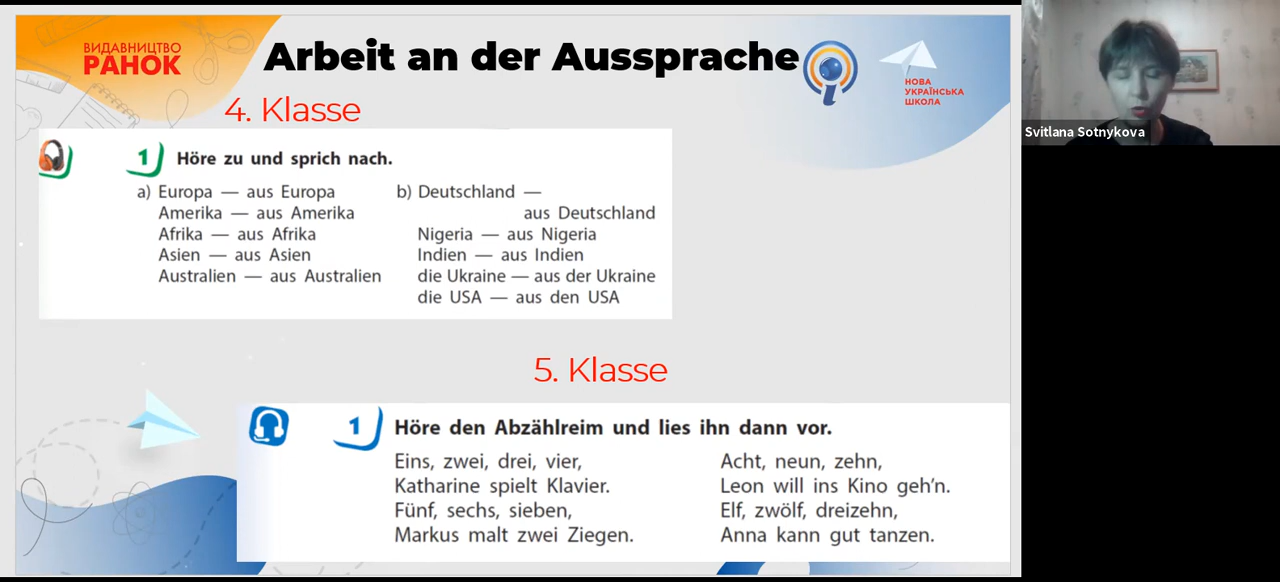 ВИДАВНИЦТВО
РАНОК
Arbeit an der Aussprache
НОВА
УКРАЇНСЬКА
ШКОЛА
4. Klasse
1 Höre zu und sprich nach.
a) Europa — aus Europa
Amerika — aus Amerika
Afrika — aus Afrika
Asien — aus Asien
Australien — aus Australien
b) Deutschland —
aus Deutschland
Nigeria — aus Nigeria
Indien — aus Indien
die Ukraine — aus der Ukraine
die USA — aus den USA
5. Klasse
1 Höre den Abzählreim und lies ihn dann vor.
Eins, zwei, drei, vier,
Katharine spielt Klavier.
Fünf, sechs, sieben,
Markus malt zwei Ziegen.
Acht, neun, zehn,
Leon will ins Kino geh’n.
Elf, zwölf, dreizehn,
Anna kann gut tanzen.
Svitlana Sotnykova